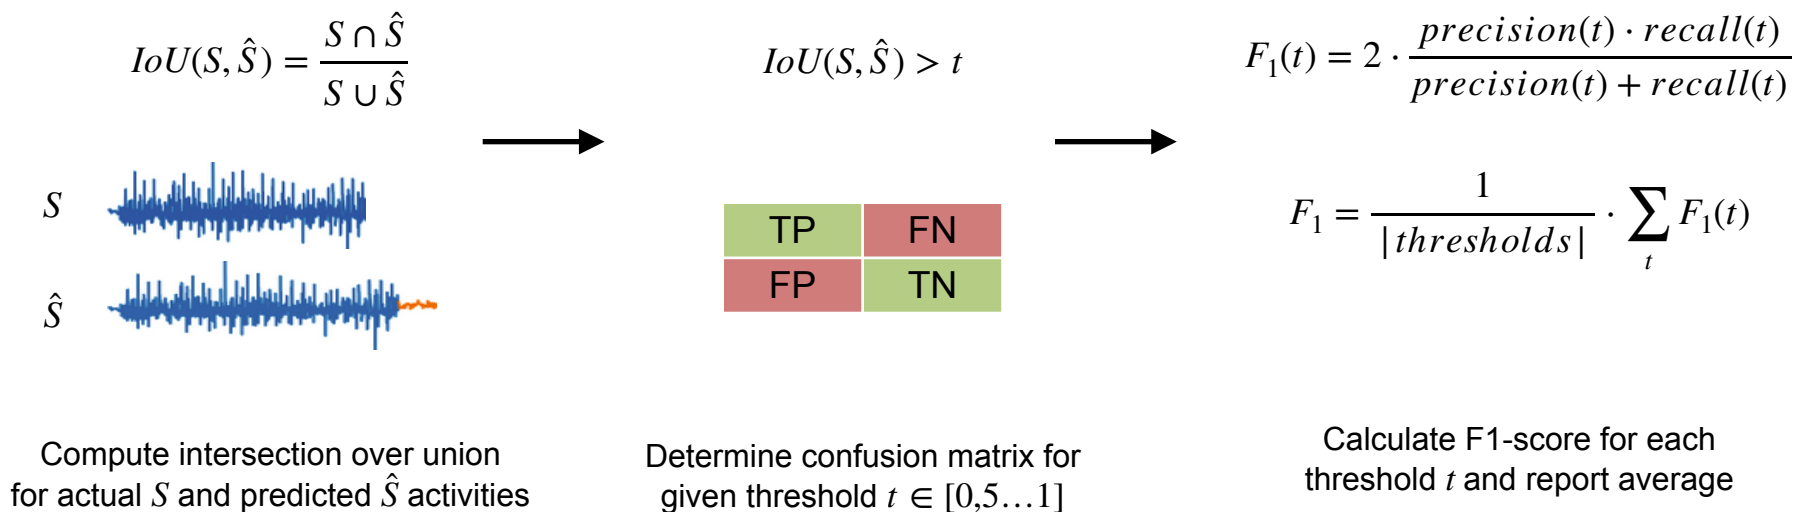 IoU(S, Ŝ) = S ∩ Ŝ / S ∪ Ŝ
S
Ŝ
Compute intersection over union
for actual S and predicted Ŝ activities
IoU(S, Ŝ) > t
TP FN
FP TN
Determine confusion matrix for
given threshold t ∈ [0,5…1]
F₁(t) = 2 · precision(t) · recall(t) / precision(t) + recall(t)
F₁ = 1 / |thresholds| · ∑ₜ F₁(t)
Calculate F1-score for each
threshold t and report average